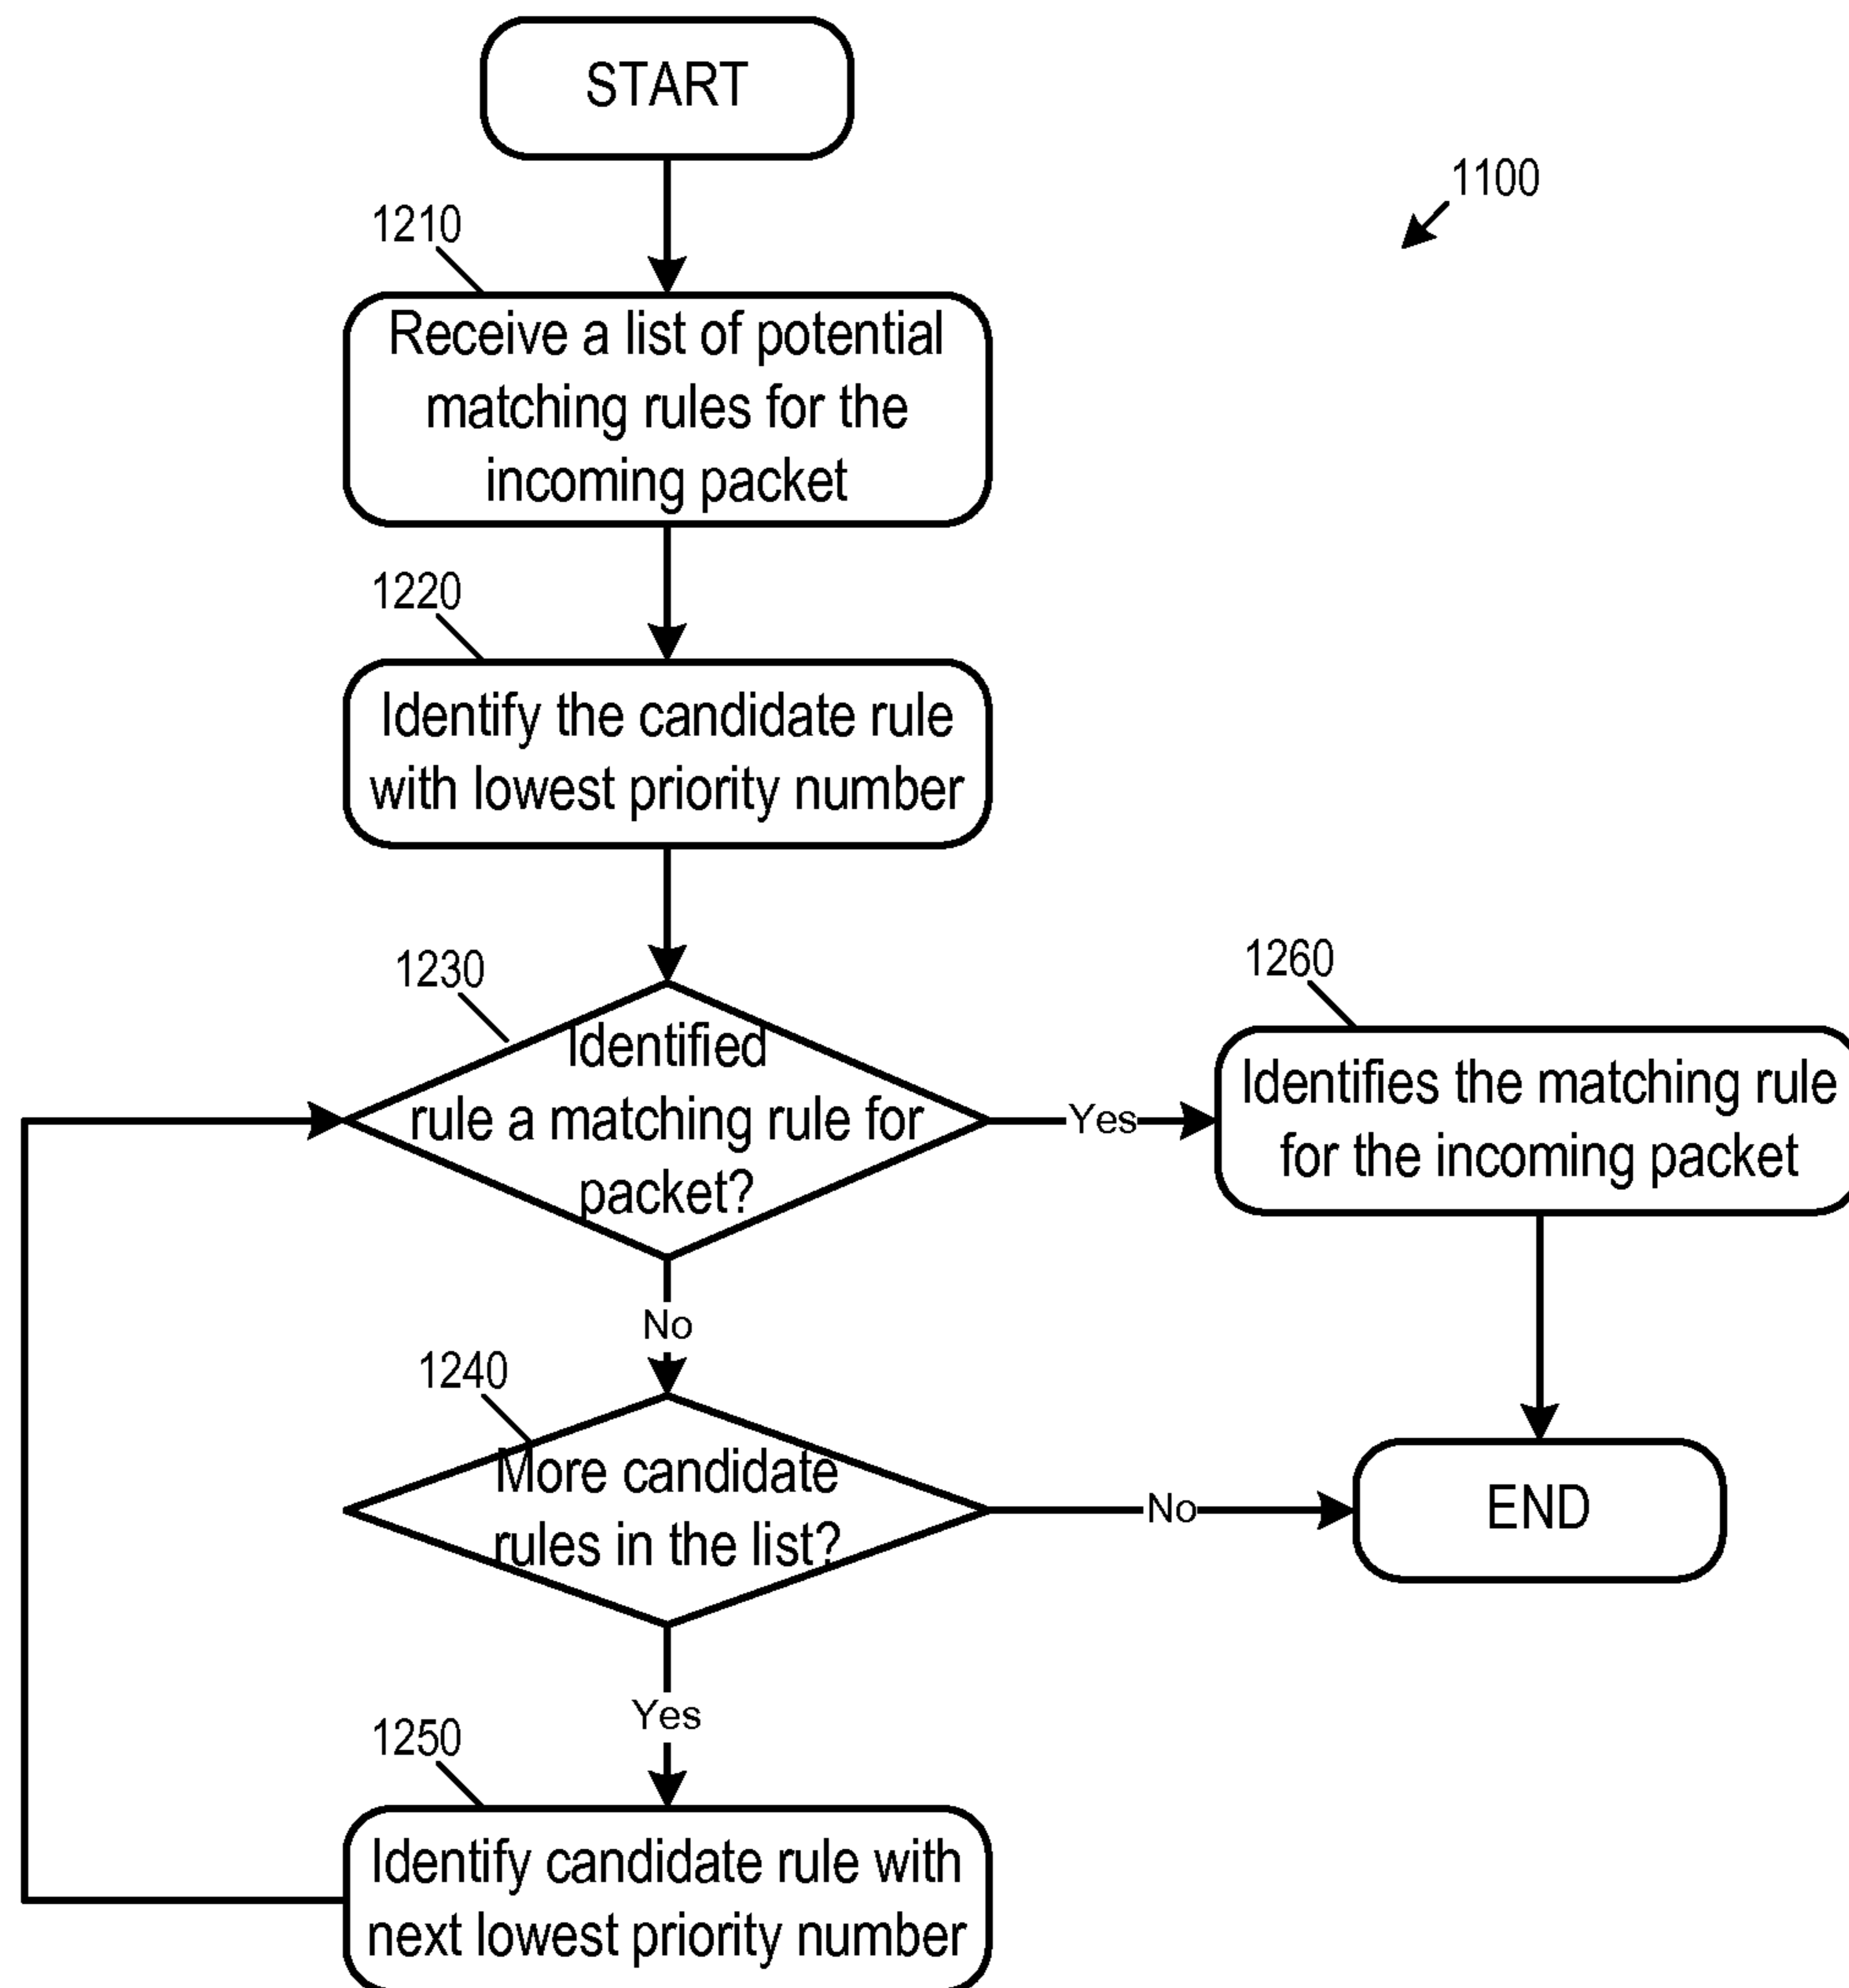 START
1100
1210
Receive a list of potential
matching rules for the
incoming packet
1220
Identify the candidate rule
with lowest priority number
1230
Identified
rule a matching rule for
packet?
Yes
1260
Identifies the matching rule
for the incoming packet
No
1240
More candidate
rules in the list?
No
END
Yes
1250
Identify candidate rule with
next lowest priority number